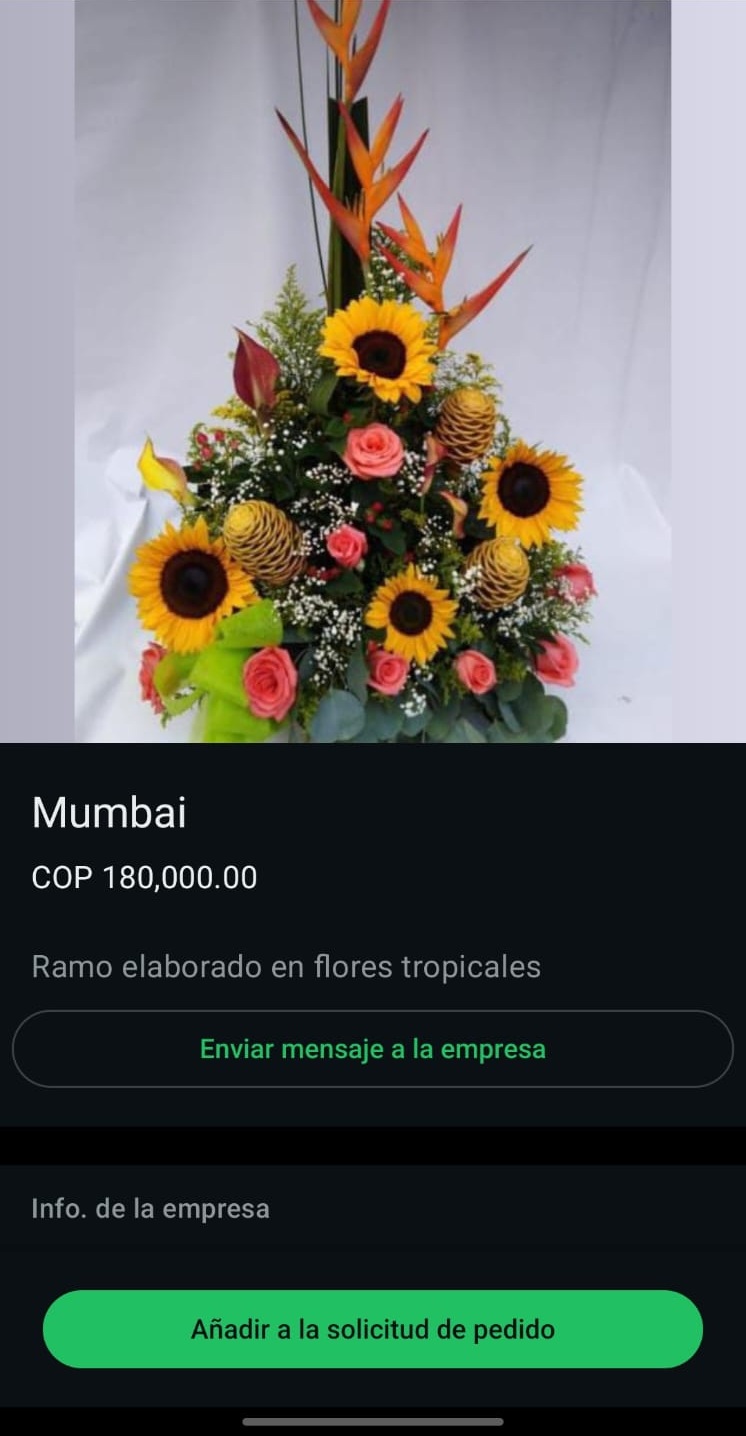 Mumbai
COP 180,000.00
Ramo elaborado en flores tropicales
Enviar mensaje a la empresa
Info. de la empresa
Añadir a la solicitud de pedido